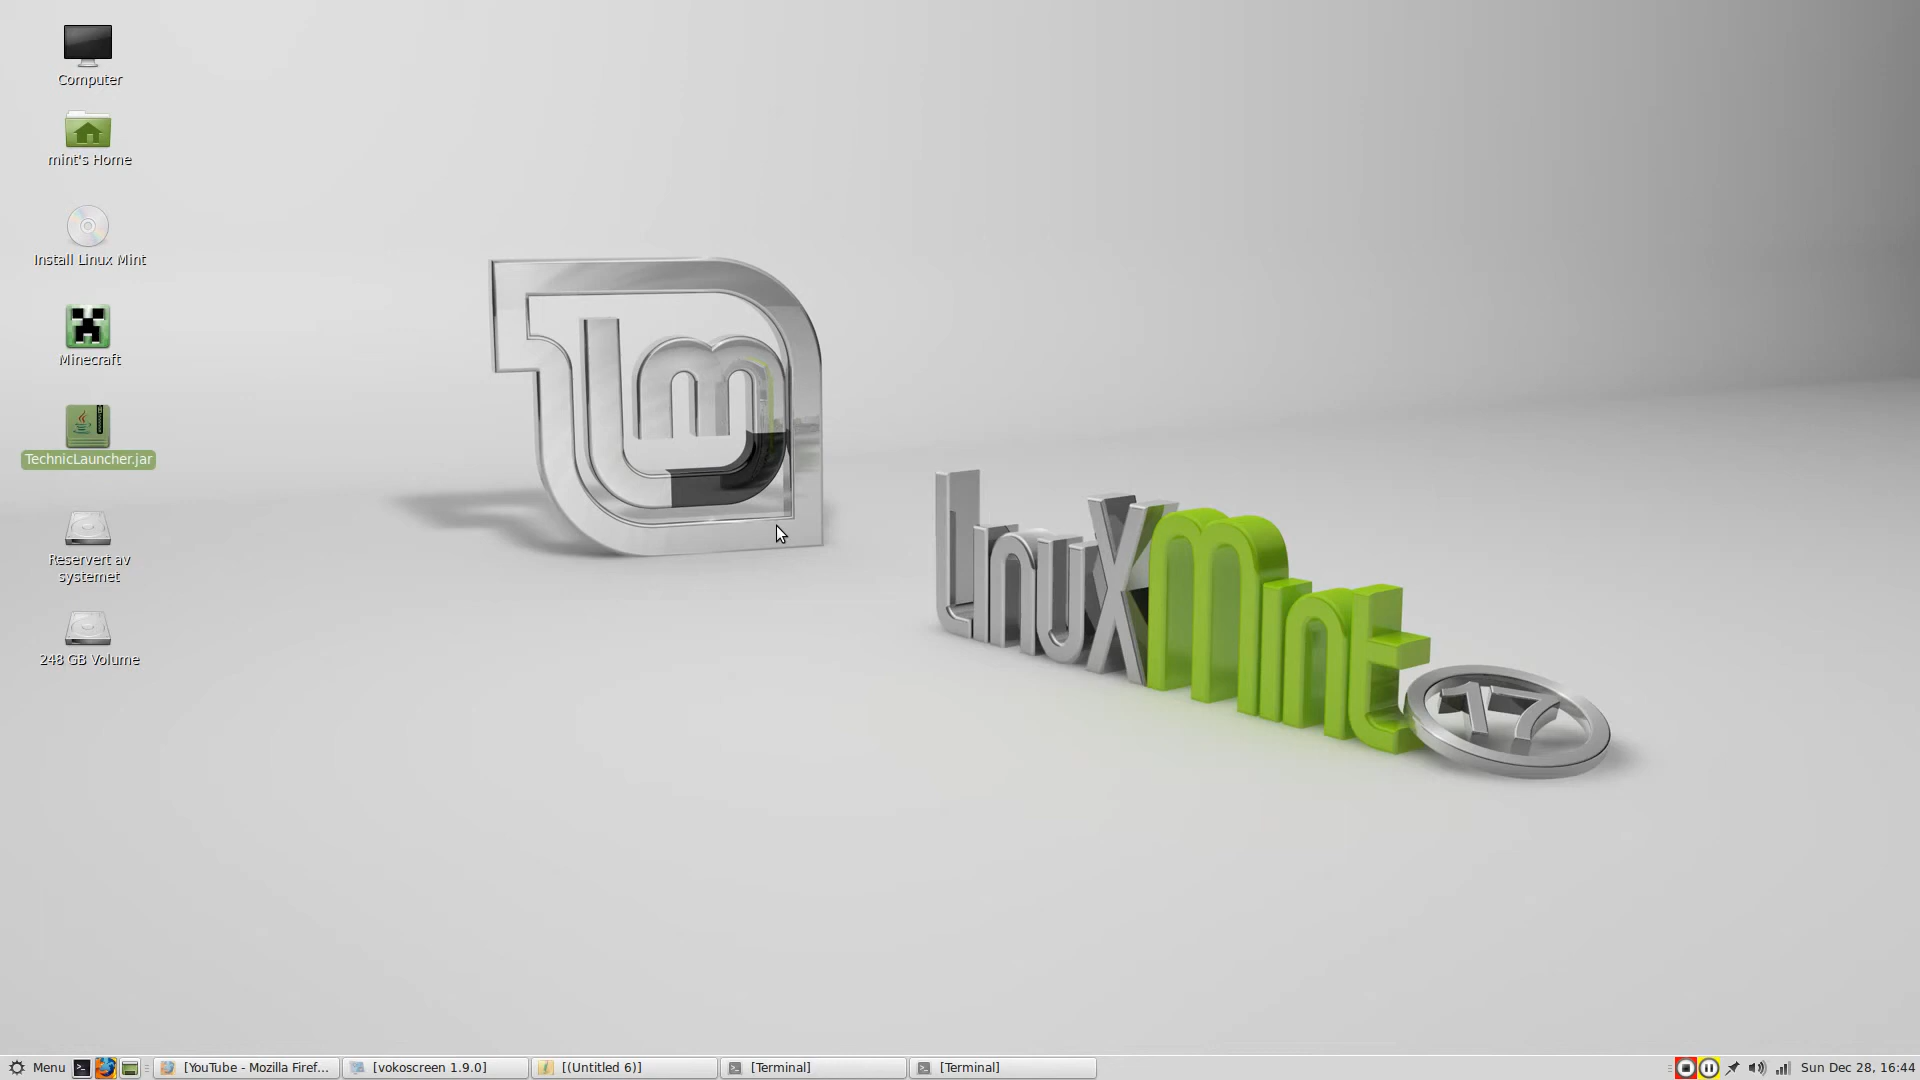 Computer
mint's Home
Install Linux Mint
Minecraft
TechnicLauncher.jar
Reservert av
systemet
248 GB Volume
lm
LinuxMint
17
Menu
[YouTube - Mozilla Firef...
[vokoscreen 1.9.0]
[(Untitled 6)]
[Terminal]
[Terminal]
Sun Dec 28, 16:44